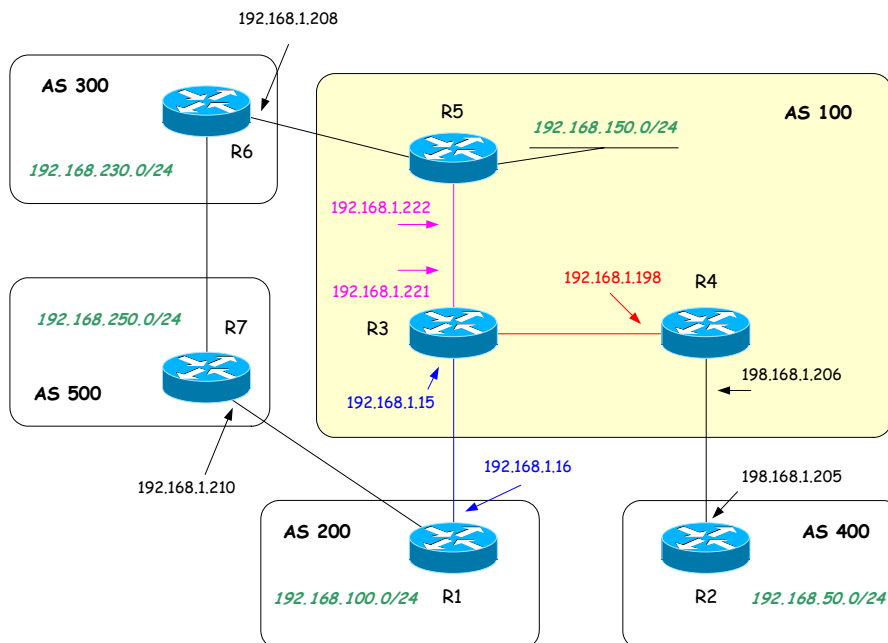 192.168.1.208
AS 300
R5
192.168.150.0/24
AS 100
R6
192.168.230.0/24
192.168.1.222
192.168.1.198
R4
192.168.1.221
192.168.250.0/24
R7
R3
AS 500
192.168.1.15
198.168.1.206
192.168.1.210
192.168.1.16
198.168.1.205
AS 200
AS 400
192.168.100.0/24
R1
R2
192.168.50.0/24